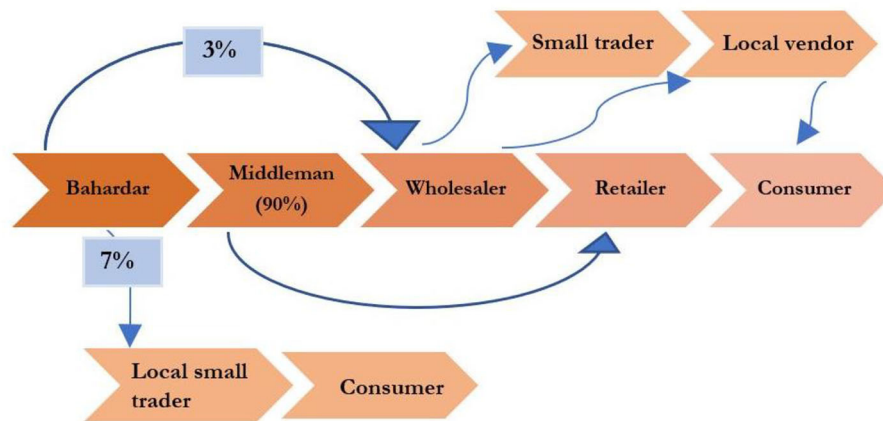 3%
Small trader
Local vendor
Bahardar
Middleman
(90%)
Wholesaler
Retailer
Consumer
7%
Local small
trader
Consumer